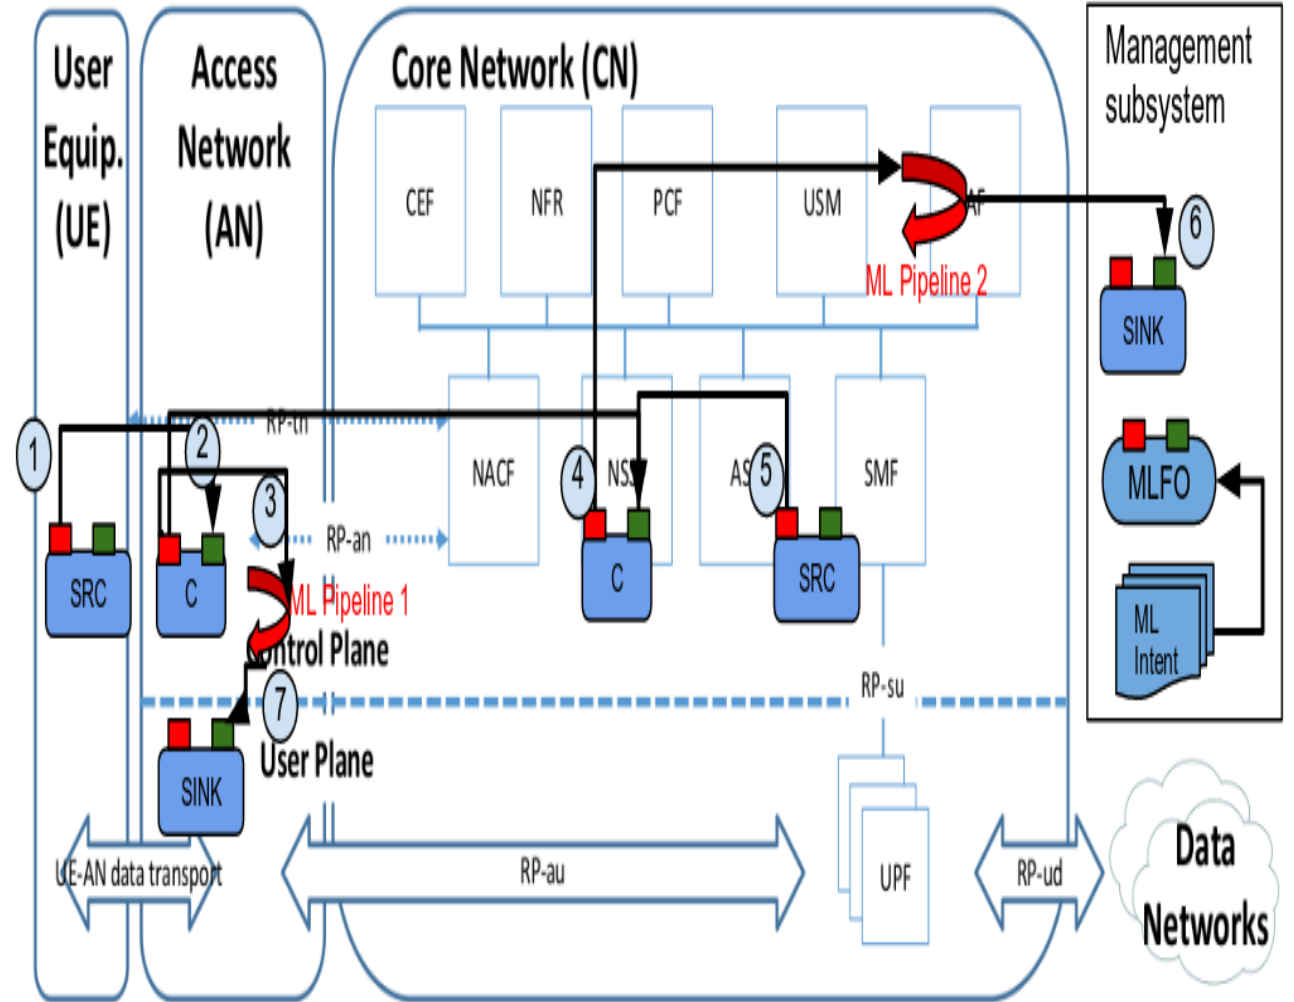 User
Equip.
(UE)
Access
Network
(AN)
Core Network (CN)
Management
subsystem
CEF
NFR
PCF
USM
AF
6
ML Pipeline 2
SINK
RP-tn
1
2
3
4
5
NACF
NSS
AS
SMF
MLFO
RP-an
SRC
C
ML Pipeline 1
C
SRC
ML
Intent
Control Plane
7
RP-su
User Plane
SINK
UE-AN data transport
RP-au
UPF
RP-ud
Data
Networks